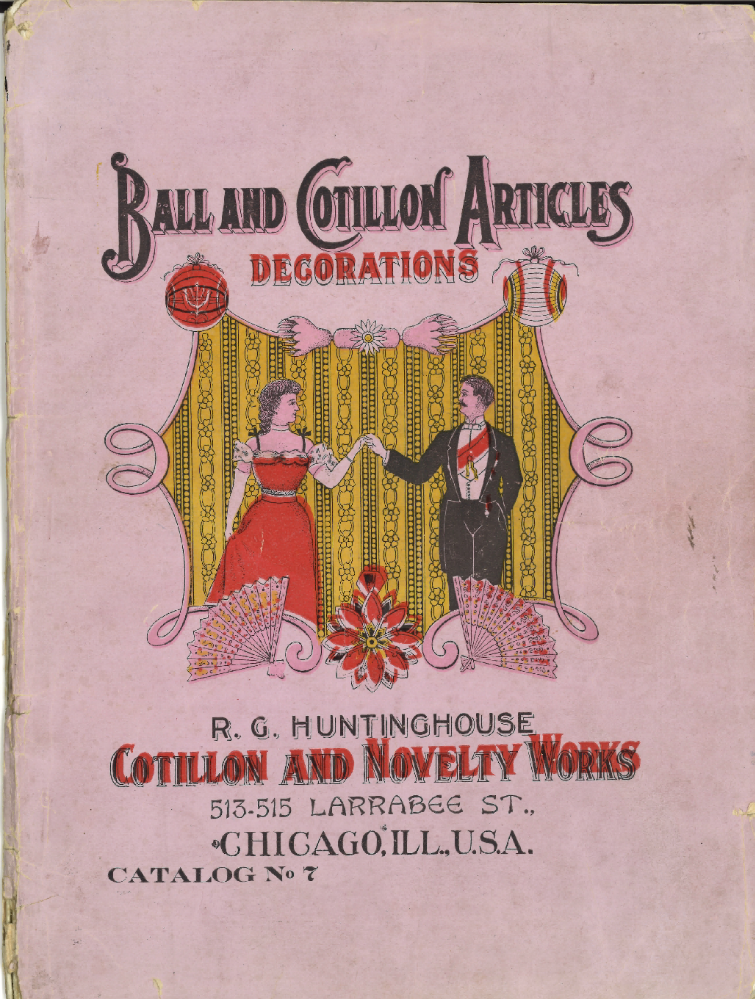 BALL AND COTILLON ARTICLES
DECORATIONS
R. G. HUNTINGHOUSE
COTILLON AND NOVELTY WORKS
513-515 LARRABEE ST.,
CHICAGO, ILL., U.S.A.
CATALOG No 7